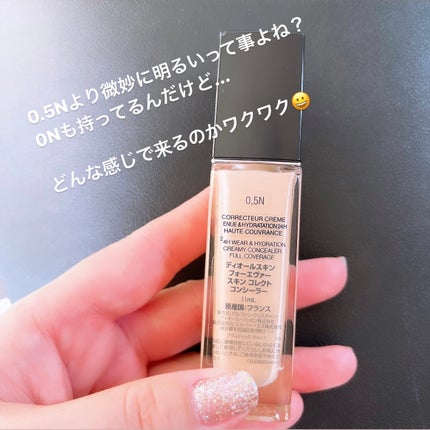 0.5Nより微妙に明るいって事よね？
0Nも持ってるんだけど…
どんな感じで来るのかワクワク😀
0,5N
CORRECTEUR CRÈME
TENUE & HYDRATATION 24H
HAUTE COUVRANCE
24H WEAR & HYDRATION
CREAMY CONCEALER
FULL COVERAGE
ディオールスキン
フォーエヴァー
スキン コレクト
コンシーラー
11mL
原産国：フランス